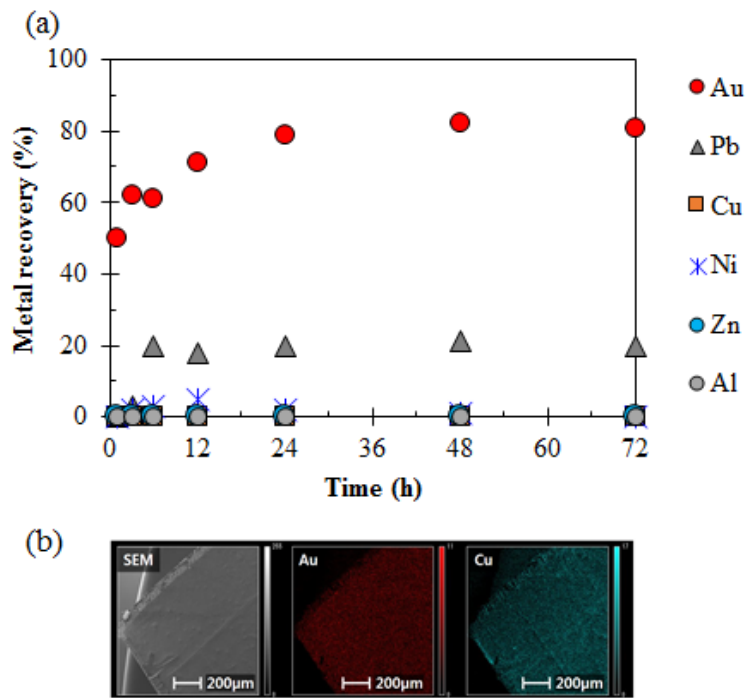 (a)
Metal recovery (%)
100
80
60
40
20
0
0 12 24 36 48 60 72
Time (h)
Au
Pb
Cu
Ni
Zn
Al
(b)
SEM
Au
Cu
200μm
200μm
200μm